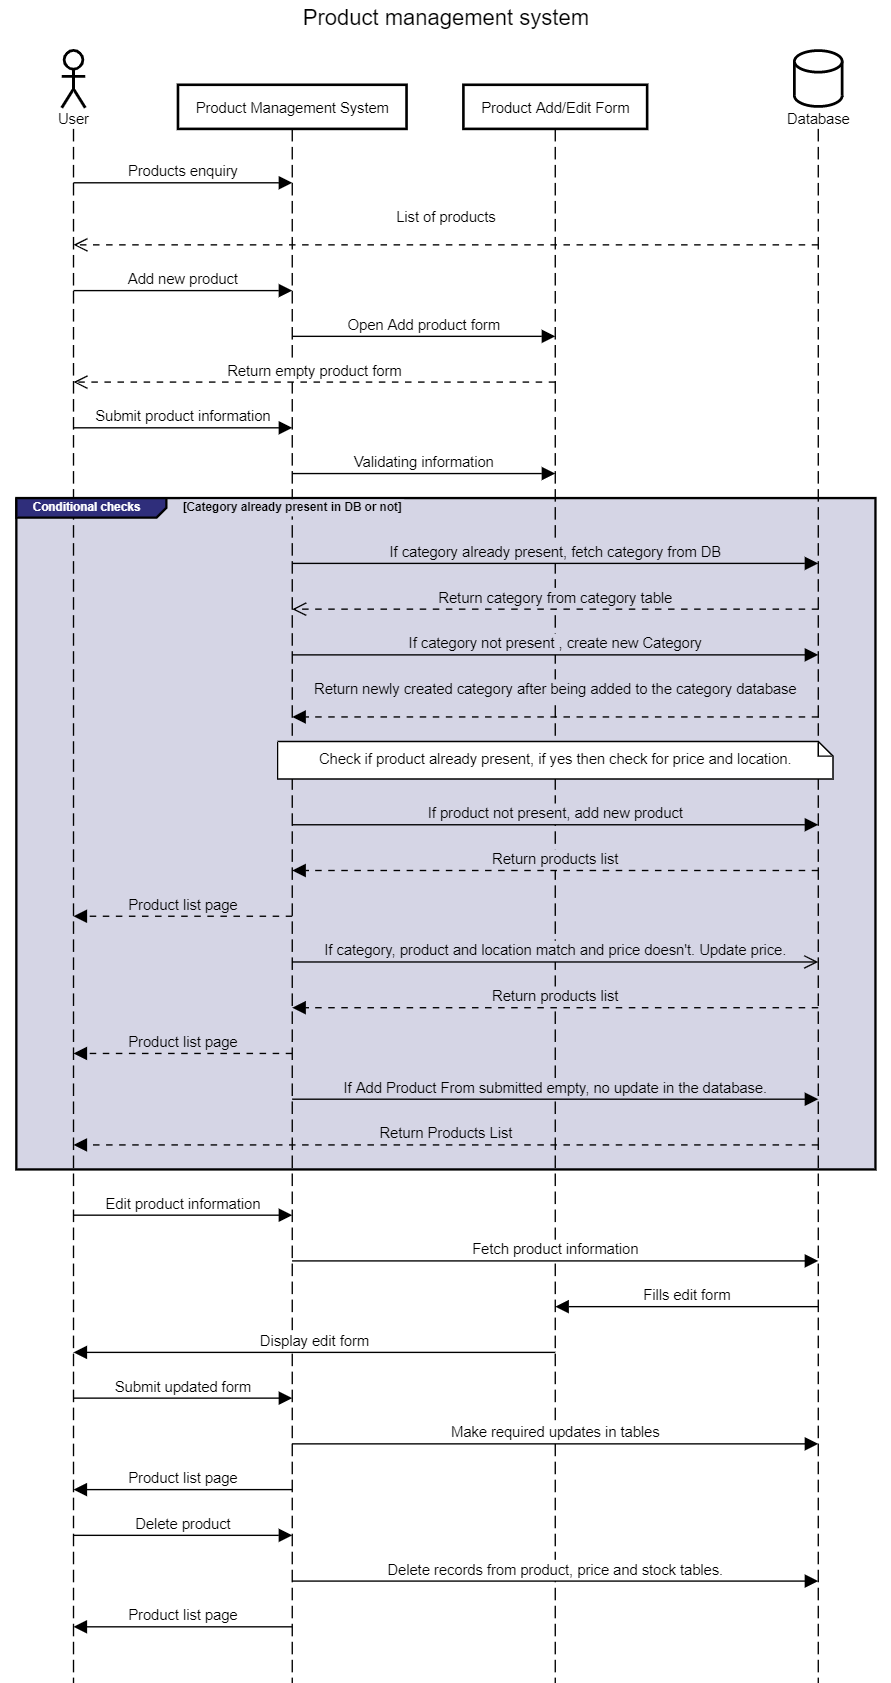 Product management system
User
Product Management System
Product Add/Edit Form
Database
Products enquiry
List of products
Add new product
Open Add product form
Return empty product form
Submit product information
Validating information
Conditional checks
[Category already present in DB or not]
If category already present, fetch category from DB
Return category from category table
If category not present , create new Category
Return newly created category after being added to the category database
Check if product already present, if yes then check for price and location.
If product not present, add new product
Return products list
Product list page
If category, product and location match and price doesn't. Update price.
Return products list
Product list page
If Add Product From submitted empty, no update in the database.
Return Products List
Edit product information
Fetch product information
Fills edit form
Display edit form
Submit updated form
Make required updates in tables
Product list page
Delete product
Delete records from product, price and stock tables.
Product list page